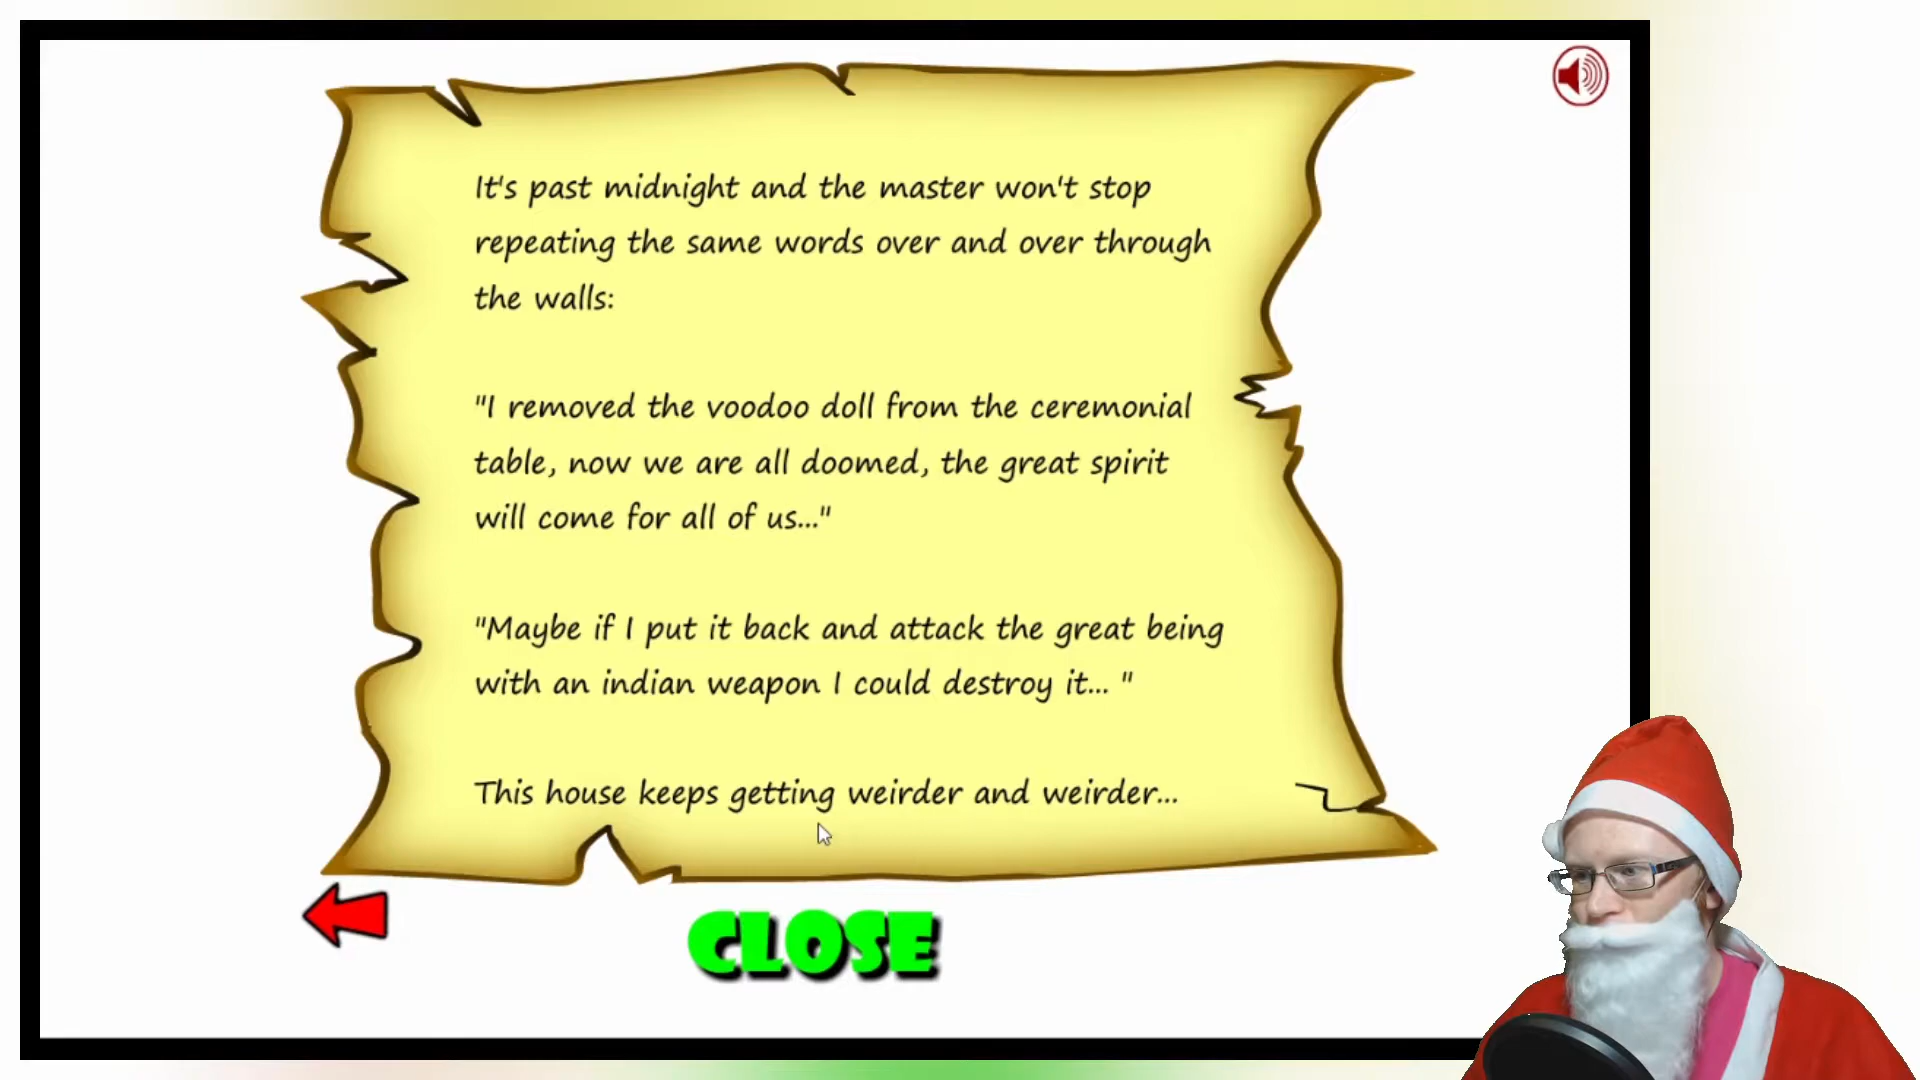 It's past midnight and the master won't stop
repeating the same words over and over through
the walls:
"I removed the voodoo doll from the ceremonial
table, now we are all doomed, the great spirit
will come for all of us..."
"Maybe if I put it back and attack the great being
with an indian weapon I could destroy it... "
This house keeps getting weirder and weirder...
CLOSE